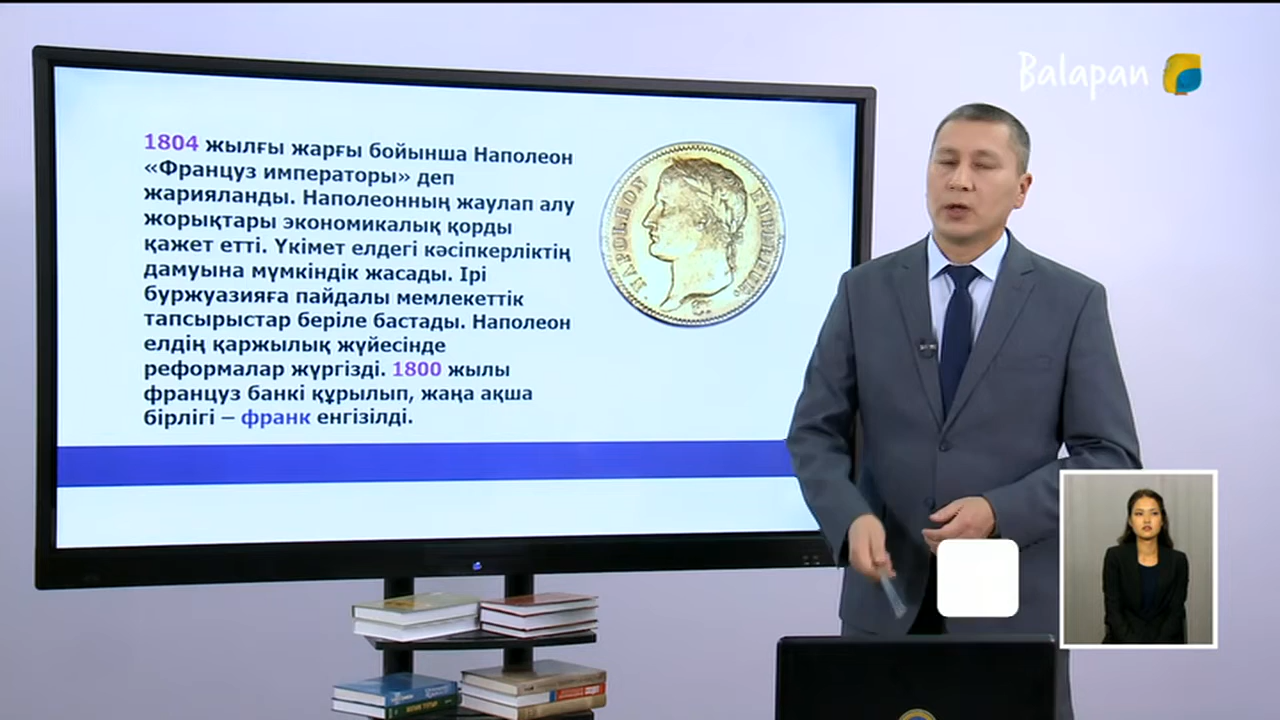 Balapan
1804 жылғы жарғы бойынша Наполеон
«Француз императоры» деп
жарияланды. Наполеонның жаулап алу
жорықтары экономикалық қорды
қажет етті. Үкімет елдегі кәсіпкерліктің
дамуына мүмкіндік жасады. Ірі
буржуазияға пайдалы мемлекеттік
тапсырыстар беріле бастады. Наполеон
елдің қаржылық жүйесінде
реформалар жүргізді. 1800 жылы
француз банкі құрылып, жаңа ақша
бірлігі – франк енгізілді.
NAPOLEON EMPEREUR.